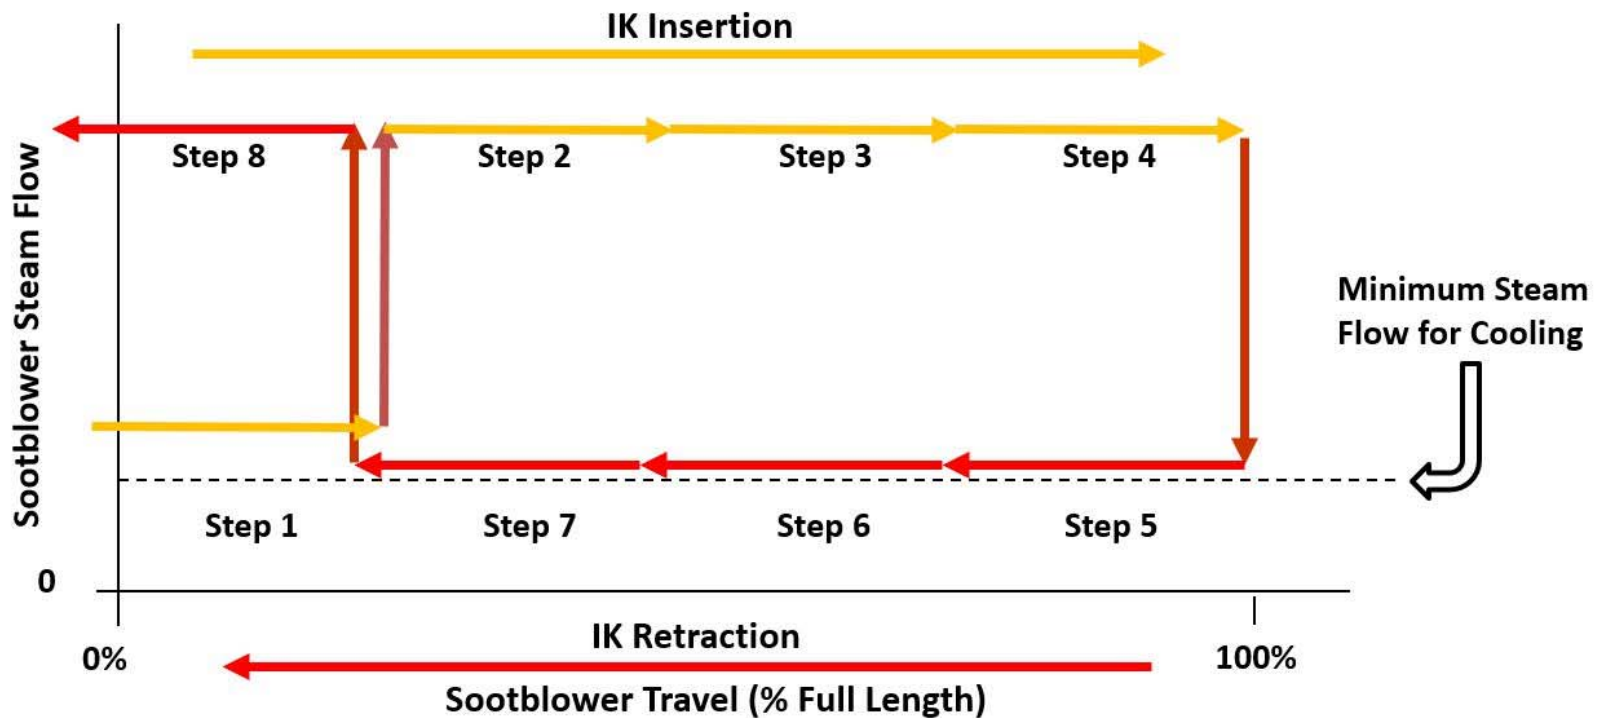 IK Insertion
Step 8
Step 2
Step 3
Step 4
Sootblower Steam Flow
Minimum Steam
Flow for Cooling
Step 1
Step 7
Step 6
Step 5
0
IK Retraction
0%
100%
Sootblower Travel (% Full Length)